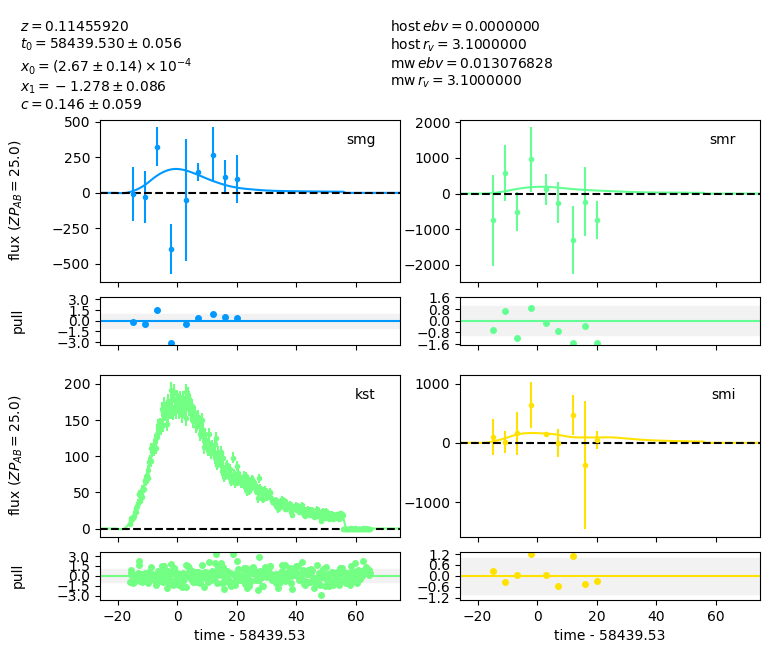 z = 0.11455920
t₀ = 58439.530 ± 0.056
x₀ = (2.67 ± 0.14) × 10⁻⁴
x₁ = −1.278 ± 0.086
c = 0.146 ± 0.059
host ebv = 0.0000000
host rᵥ = 3.1000000
mw ebv = 0.013076828
mw rᵥ = 3.1000000
flux (ZP_AB = 25.0)
500
250
0
−250
−500
smg
2000
1000
0
−1000
−2000
smr
pull
3.0
1.5
0.0
−1.5
−3.0
1.6
0.8
0.0
−0.8
−1.6
flux (ZP_AB = 25.0)
200
150
100
50
0
kst
1000
0
−1000
smi
pull
3.0
1.5
0.0
−1.5
−3.0
1.2
0.6
0.0
−0.6
−1.2
−20 0 20 40 60
−20 0 20 40 60
time - 58439.53
time - 58439.53